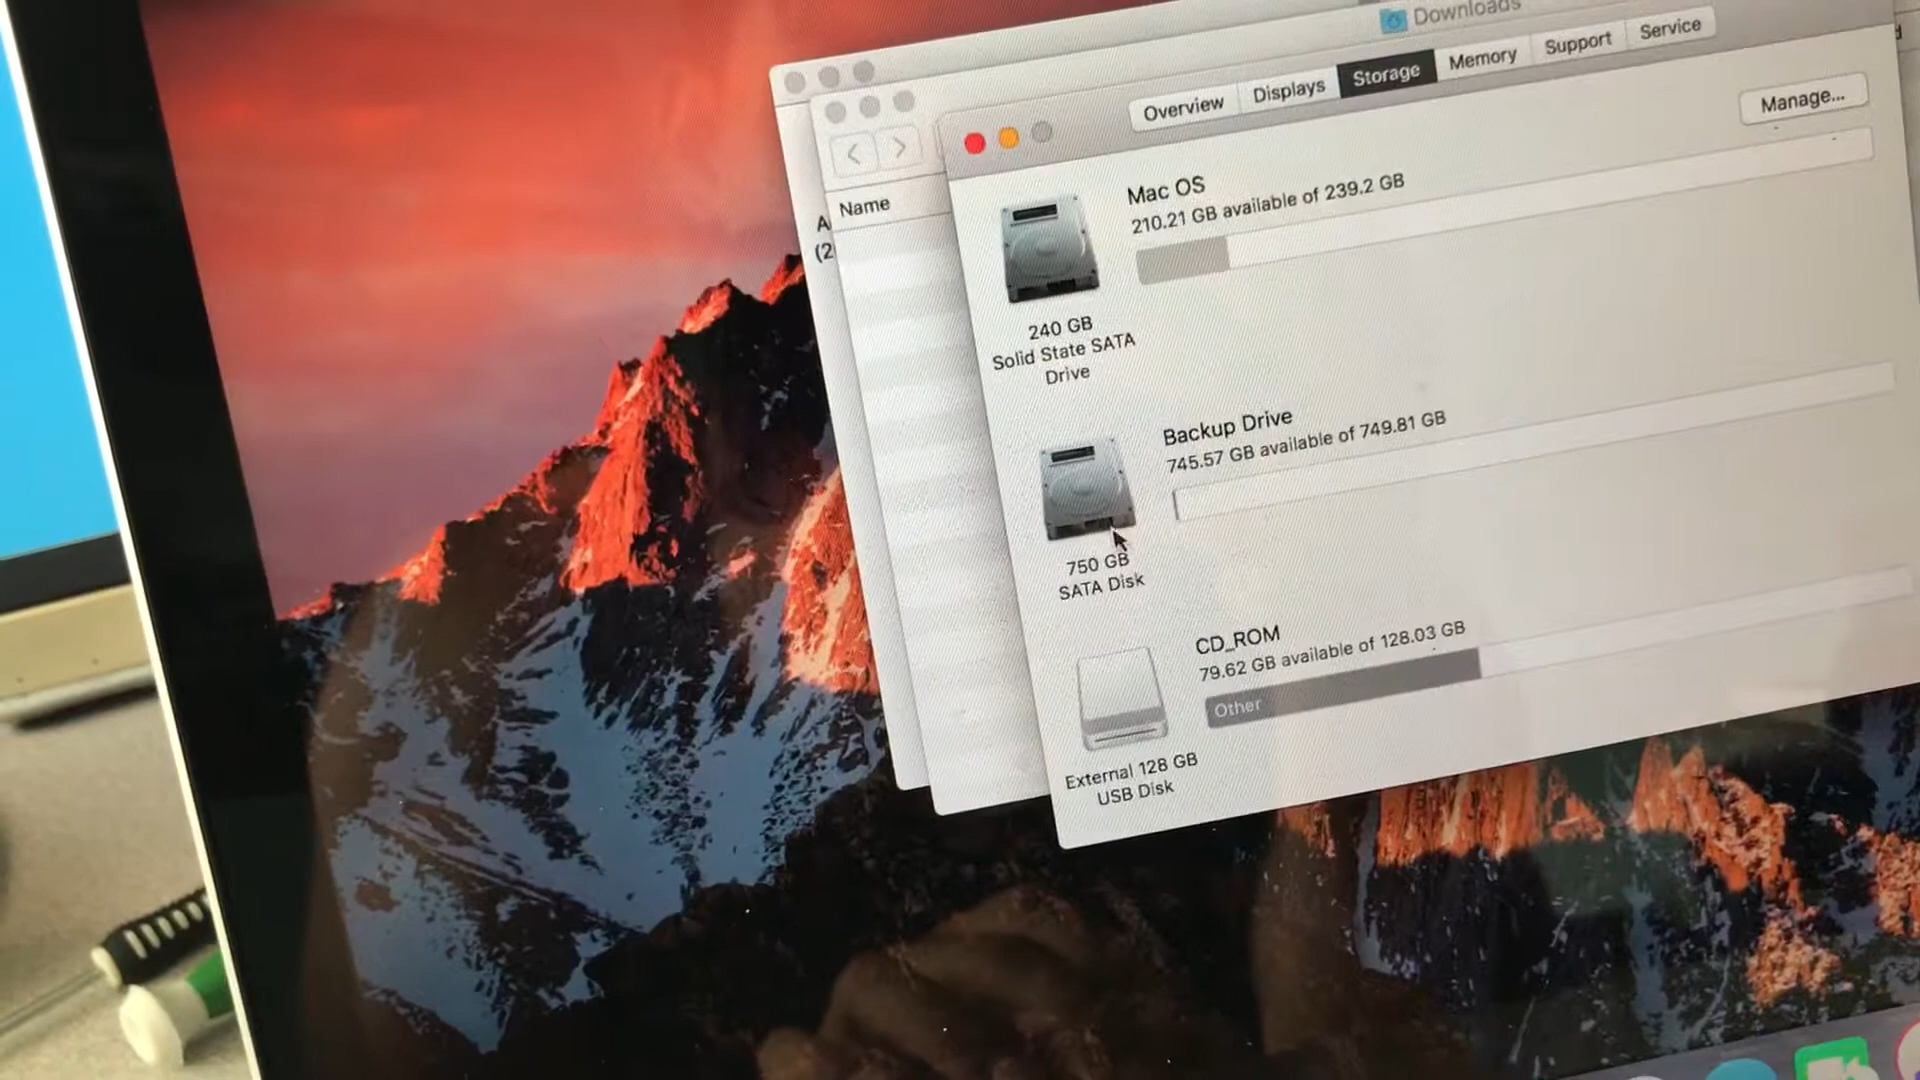 Downloads
Overview Displays Storage Memory Support Service
Manage...
Name
A
(2
Mac OS
210.21 GB available of 239.2 GB
240 GB
Solid State SATA
Drive
Backup Drive
745.57 GB available of 749.81 GB
750 GB
SATA Disk
CD_ROM
79.62 GB available of 128.03 GB
Other
External 128 GB
USB Disk